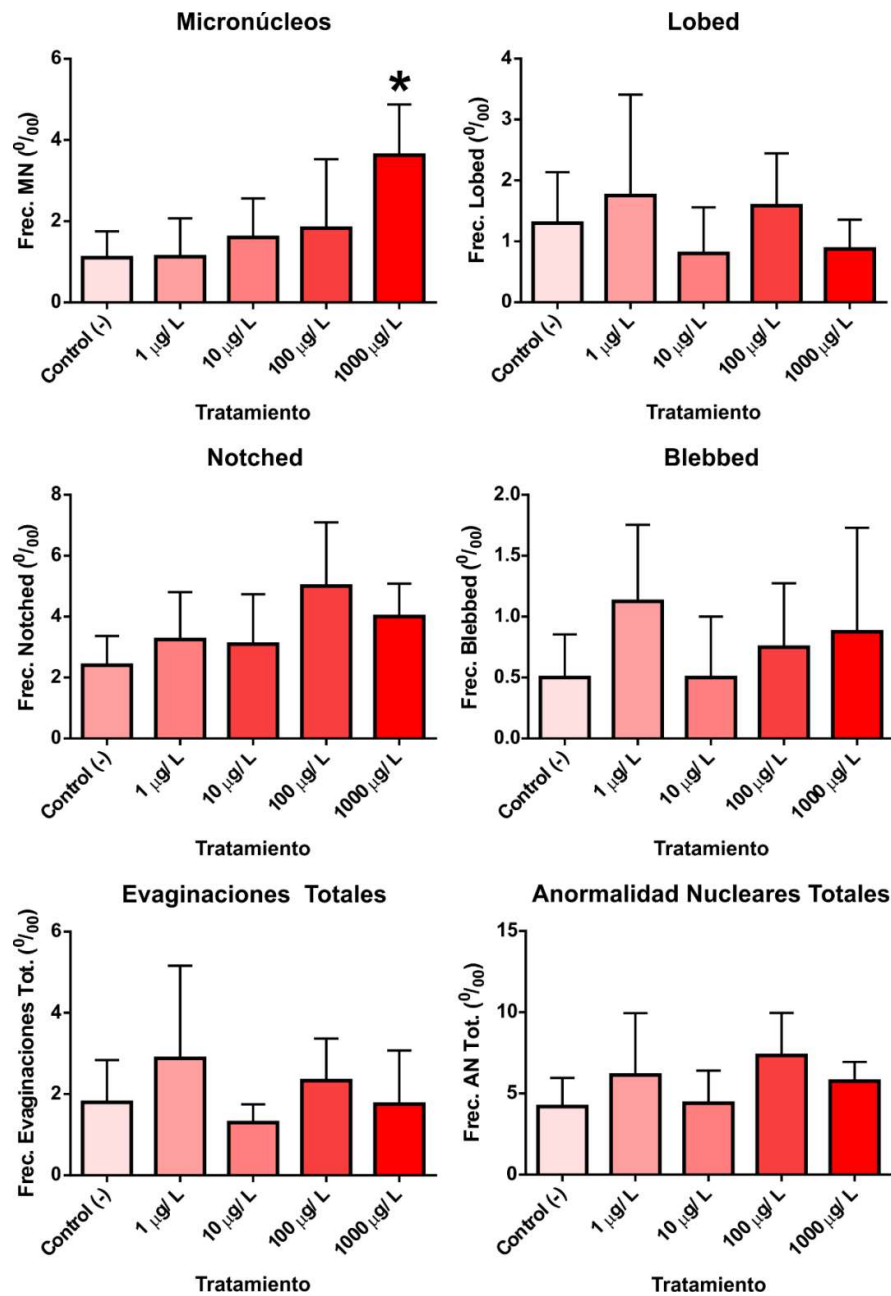 Micronúcleos
Frec. MN (⁰/₀₀)
6
4
2
0
*
Control (-)
1 µg/ L
10 µg/ L
100 µg/ L
1000 µg/ L
Tratamiento
Lobed
Frec. Lobed (⁰/₀₀)
4
3
2
1
0
Control (-)
1 µg/ L
10 µg/ L
100 µg/ L
1000 µg/ L
Tratamiento
Notched
Frec. Notched (⁰/₀₀)
8
6
4
2
0
Control (-)
1 µg/ L
10 µg/ L
100 µg/ L
1000 µg/ L
Tratamiento
Blebbed
Frec. Blebbed (⁰/₀₀)
2.0
1.5
1.0
0.5
0.0
Control (-)
1 µg/ L
10 µg/ L
100 µg/ L
1000 µg/ L
Tratamiento
Evaginaciones Totales
Frec. Evaginaciones Tot. (⁰/₀₀)
6
4
2
0
Control (-)
1 µg/ L
10 µg/ L
100 µg/ L
1000 µg/ L
Tratamiento
Anormalidad Nucleares Totales
Frec. AN Tot. (⁰/₀₀)
15
10
5
0
Control (-)
1 µg/ L
10 µg/ L
100 µg/ L
1000 µg/ L
Tratamiento